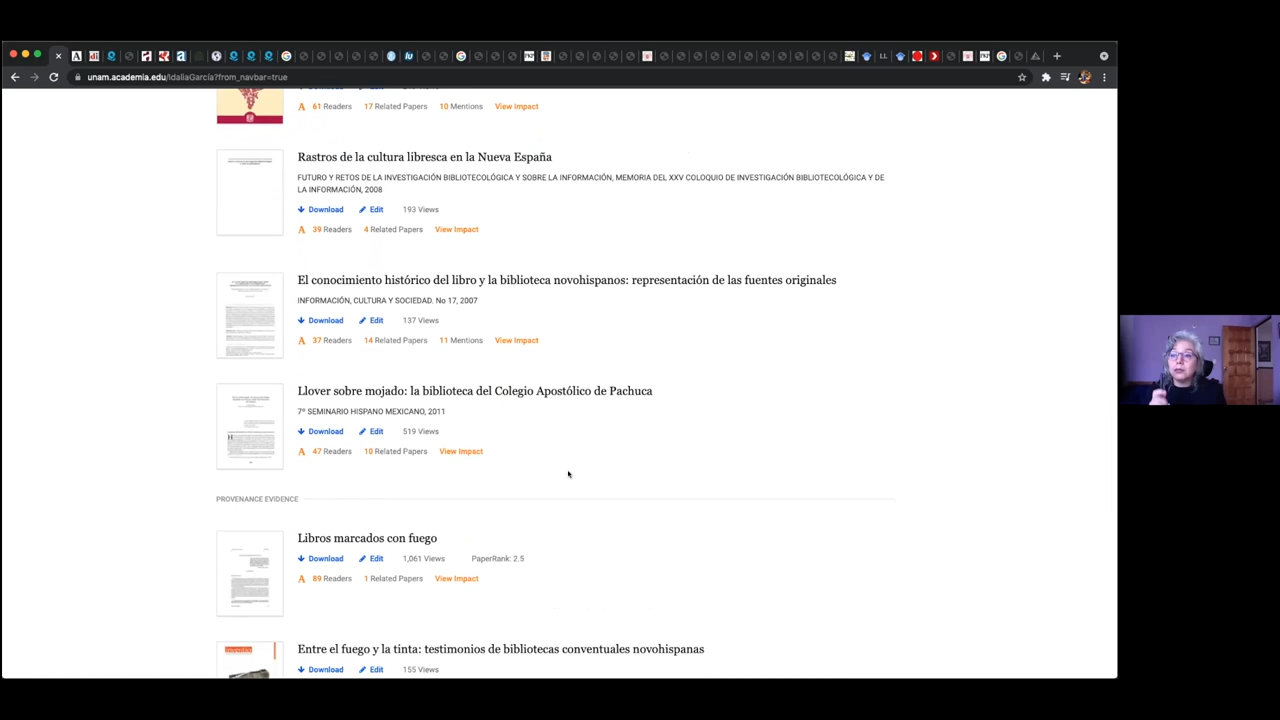 unam.academia.edu/IdaliaGarcía?from_navbar=true
61 Readers 17 Related Papers 10 Mentions View Impact
Rastros de la cultura libresca en la Nueva España
FUTURO Y RETOS DE LA INVESTIGACIÓN BIBLIOTECOLÓGICA Y SOBRE LA INFORMACIÓN, MEMORIA DEL XXV COLOQUIO DE INVESTIGACIÓN BIBLIOTECOLÓGICA Y DE
LA INFORMACIÓN, 2008
Download Edit 193 Views
39 Readers 4 Related Papers View Impact
El conocimiento histórico del libro y la biblioteca novohispanos: representación de las fuentes originales
INFORMACIÓN, CULTURA Y SOCIEDAD. No 17, 2007
Download Edit 137 Views
37 Readers 14 Related Papers 11 Mentions View Impact
Llover sobre mojado: la biblioteca del Colegio Apostólico de Pachuca
7º SEMINARIO HISPANO MEXICANO, 2011
Download Edit 519 Views
47 Readers 10 Related Papers View Impact
PROVENANCE EVIDENCE
Libros marcados con fuego
Download Edit 1,061 Views PaperRank: 2.5
89 Readers 1 Related Papers View Impact
Entre el fuego y la tinta: testimonios de bibliotecas conventuales novohispanas
Download Edit 155 Views